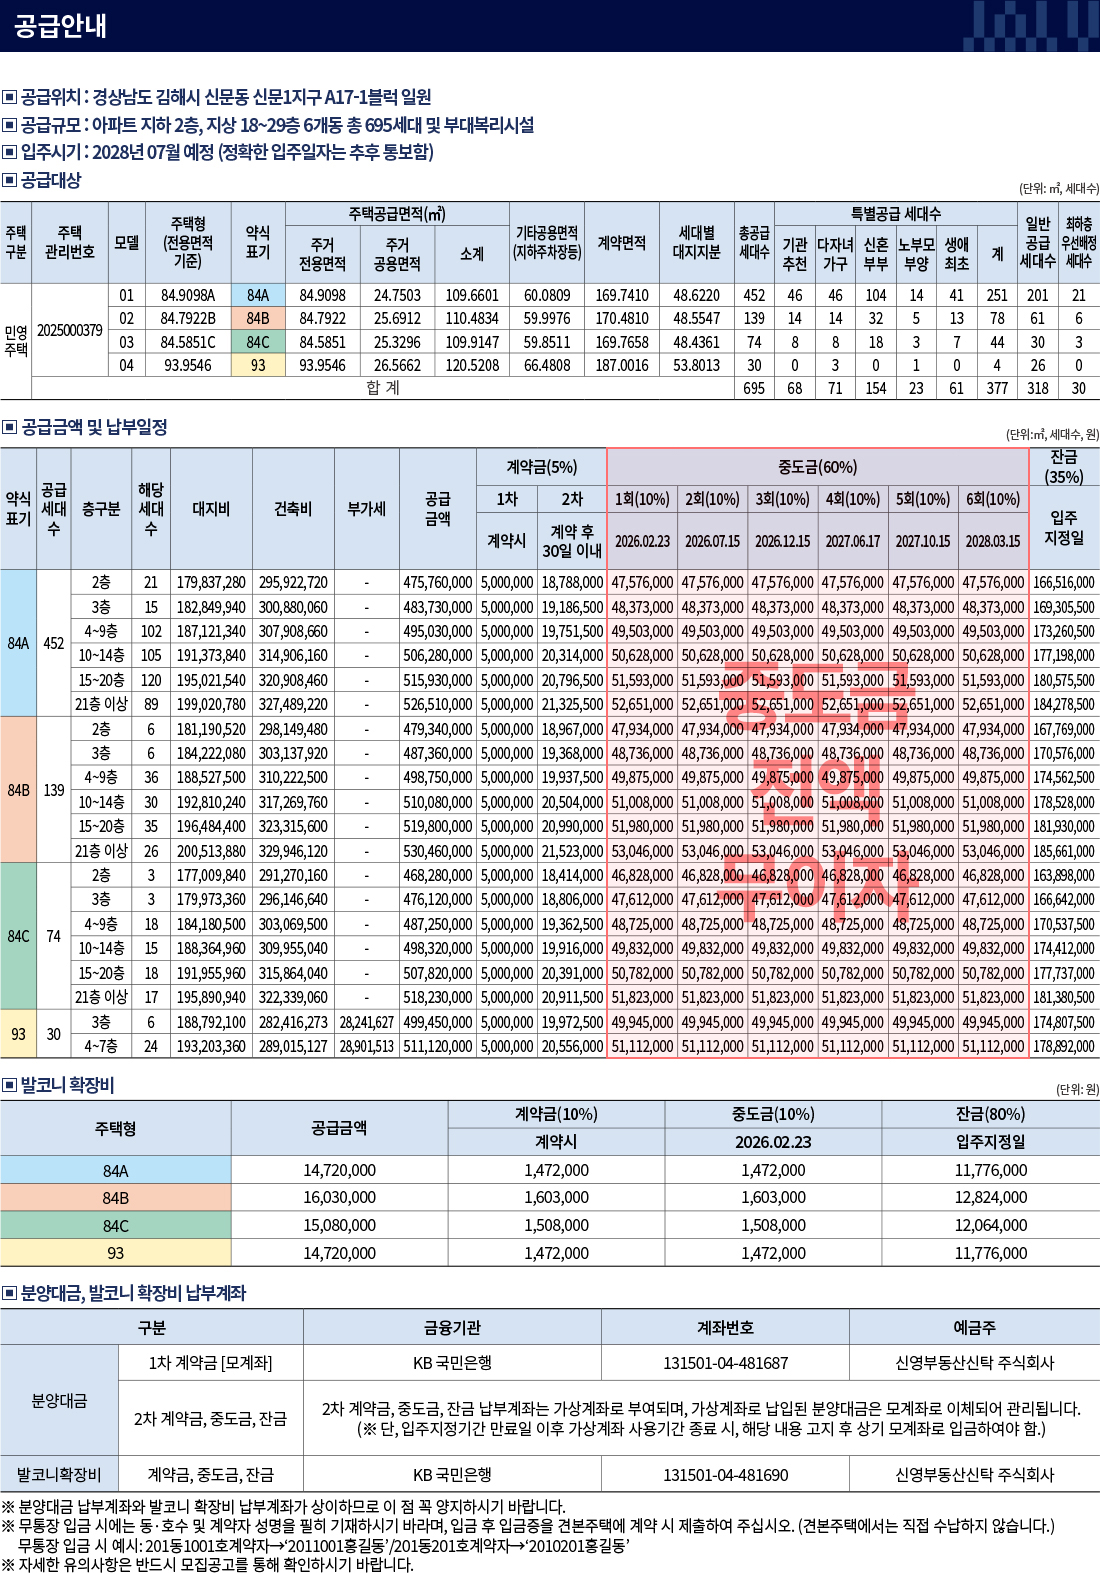 공급안내
▣ 공급위치 : 경상남도 김해시 신문동 신문1지구 A17-1블럭 일원
▣ 공급규모 : 아파트 지하 2층, 지상 18~29층 6개동 총 695세대 및 부대복리시설
▣ 입주시기 : 2028년 07월 예정 (정확한 입주일자는 추후 통보함)
▣ 공급대상
(단위: ㎡, 세대수)
주택구분 주택관리번호 모델 주택형(전용면적기준) 약식표기 주택공급면적(㎡) 기타공용면적(지하주차장등) 계약면적 세대별대지지분 총공급세대수 특별공급 세대수 일반공급세대수 최하층우선배정세대수
주거전용면적 주거공용면적 소계 기관추천 다자녀가구 신혼부부 노부모부양 생애최초 계
민영주택 2025000379
01 84.9098A 84A 84.9098 24.7503 109.6601 60.0809 169.7410 48.6220 452 46 46 104 14 41 251 201 21
02 84.7922B 84B 84.7922 25.6912 110.4834 59.9976 170.4810 48.5547 139 14 14 32 5 13 78 61 6
03 84.5851C 84C 84.5851 25.3296 109.9147 59.8511 169.7658 48.4361 74 8 8 18 3 7 44 30 3
04 93.9546 93 93.9546 26.5662 120.5208 66.4808 187.0016 53.8013 30 0 3 0 1 0 4 26 0
합 계 695 68 71 154 23 61 377 318 30
▣ 공급금액 및 납부일정
(단위:㎡, 세대수, 원)
약식표기 공급세대수 층구분 해당세대수 대지비 건축비 부가세 공급금액 계약금(5%) 중도금(60%) 잔금(35%)
1차 2차 1회(10%) 2회(10%) 3회(10%) 4회(10%) 5회(10%) 6회(10%) 입주지정일
계약시 계약 후 30일 이내 2026.02.23 2026.07.15 2026.12.15 2027.06.17 2027.10.15 2028.03.15
84A 452
2층 21 179,837,280 295,922,720 - 475,760,000 5,000,000 18,788,000 47,576,000 47,576,000 47,576,000 47,576,000 47,576,000 47,576,000 166,516,000
3층 15 182,849,940 300,880,060 - 483,730,000 5,000,000 19,186,500 48,373,000 48,373,000 48,373,000 48,373,000 48,373,000 48,373,000 169,305,500
4~9층 102 187,121,340 307,908,660 - 495,030,000 5,000,000 19,751,500 49,503,000 49,503,000 49,503,000 49,503,000 49,503,000 49,503,000 173,260,500
10~14층 105 191,373,840 314,906,160 - 506,280,000 5,000,000 20,314,000 50,628,000 50,628,000 50,628,000 50,628,000 50,628,000 50,628,000 177,198,000
15~20층 120 195,021,540 320,908,460 - 515,930,000 5,000,000 20,796,500 51,593,000 51,593,000 51,593,000 51,593,000 51,593,000 51,593,000 180,575,500
21층 이상 89 199,020,780 327,489,220 - 526,510,000 5,000,000 21,325,500 52,651,000 52,651,000 52,651,000 52,651,000 52,651,000 52,651,000 184,278,500
84B 139
2층 6 181,190,520 298,149,480 - 479,340,000 5,000,000 18,967,000 47,934,000 47,934,000 47,934,000 47,934,000 47,934,000 47,934,000 167,769,000
3층 6 184,222,080 303,137,920 - 487,360,000 5,000,000 19,368,000 48,736,000 48,736,000 48,736,000 48,736,000 48,736,000 48,736,000 170,576,000
4~9층 36 188,527,500 310,222,500 - 498,750,000 5,000,000 19,937,500 49,875,000 49,875,000 49,875,000 49,875,000 49,875,000 49,875,000 174,562,500
10~14층 30 192,810,240 317,269,760 - 510,080,000 5,000,000 20,504,000 51,008,000 51,008,000 51,008,000 51,008,000 51,008,000 51,008,000 178,528,000
15~20층 35 196,484,400 323,315,600 - 519,800,000 5,000,000 20,990,000 51,980,000 51,980,000 51,980,000 51,980,000 51,980,000 51,980,000 181,930,000
21층 이상 26 200,513,880 329,946,120 - 530,460,000 5,000,000 21,523,000 53,046,000 53,046,000 53,046,000 53,046,000 53,046,000 53,046,000 185,661,000
84C 74
2층 3 177,009,840 291,270,160 - 468,280,000 5,000,000 18,414,000 46,828,000 46,828,000 46,828,000 46,828,000 46,828,000 46,828,000 163,898,000
3층 3 179,973,360 296,146,640 - 476,120,000 5,000,000 18,806,000 47,612,000 47,612,000 47,612,000 47,612,000 47,612,000 47,612,000 166,642,000
4~9층 18 184,180,500 303,069,500 - 487,250,000 5,000,000 19,362,500 48,725,000 48,725,000 48,725,000 48,725,000 48,725,000 48,725,000 170,537,500
10~14층 15 188,364,960 309,955,040 - 498,320,000 5,000,000 19,916,000 49,832,000 49,832,000 49,832,000 49,832,000 49,832,000 49,832,000 174,412,000
15~20층 18 191,955,960 315,864,040 - 507,820,000 5,000,000 20,391,000 50,782,000 50,782,000 50,782,000 50,782,000 50,782,000 50,782,000 177,737,000
21층 이상 17 195,890,940 322,339,060 - 518,230,000 5,000,000 20,911,500 51,823,000 51,823,000 51,823,000 51,823,000 51,823,000 51,823,000 181,380,500
93 30
3층 6 188,792,100 282,416,273 28,241,627 499,450,000 5,000,000 19,972,500 49,945,000 49,945,000 49,945,000 49,945,000 49,945,000 49,945,000 174,807,500
4~7층 24 193,203,360 289,015,127 28,901,513 511,120,000 5,000,000 20,556,000 51,112,000 51,112,000 51,112,000 51,112,000 51,112,000 51,112,000 178,892,000
중도금
전액
무이자
▣ 발코니 확장비
(단위: 원)
주택형 공급금액 계약금(10%) 중도금(10%) 잔금(80%)
계약시 2026.02.23 입주지정일
84A 14,720,000 1,472,000 1,472,000 11,776,000
84B 16,030,000 1,603,000 1,603,000 12,824,000
84C 15,080,000 1,508,000 1,508,000 12,064,000
93 14,720,000 1,472,000 1,472,000 11,776,000
▣ 분양대금, 발코니 확장비 납부계좌
구분 금융기관 계좌번호 예금주
분양대금 1차 계약금 [모계좌] KB 국민은행 131501-04-481687 신영부동산신탁 주식회사
2차 계약금, 중도금, 잔금 2차 계약금, 중도금, 잔금 납부계좌는 가상계좌로 부여되며, 가상계좌로 납입된 분양대금은 모계좌로 이체되어 관리됩니다.
(※ 단, 입주지정기간 만료일 이후 가상계좌 사용기간 종료 시, 해당 내용 고지 후 상기 모계좌로 입금하여야 함.)
발코니확장비 계약금, 중도금, 잔금 KB 국민은행 131501-04-481690 신영부동산신탁 주식회사
※ 분양대금 납부계좌와 발코니 확장비 납부계좌가 상이하므로 이 점 꼭 양지하시기 바랍니다.
※ 무통장 입금 시에는 동·호수 및 계약자 성명을 필히 기재하시기 바라며, 입금 후 입금증을 견본주택에 계약 시 제출하여 주십시오. (견본주택에서는 직접 수납하지 않습니다.)
무통장 입금 시 예시: 201동1001호계약자→‘2011001홍길동’/201동201호계약자→‘2010201홍길동’
※ 자세한 유의사항은 반드시 모집공고를 통해 확인하시기 바랍니다.